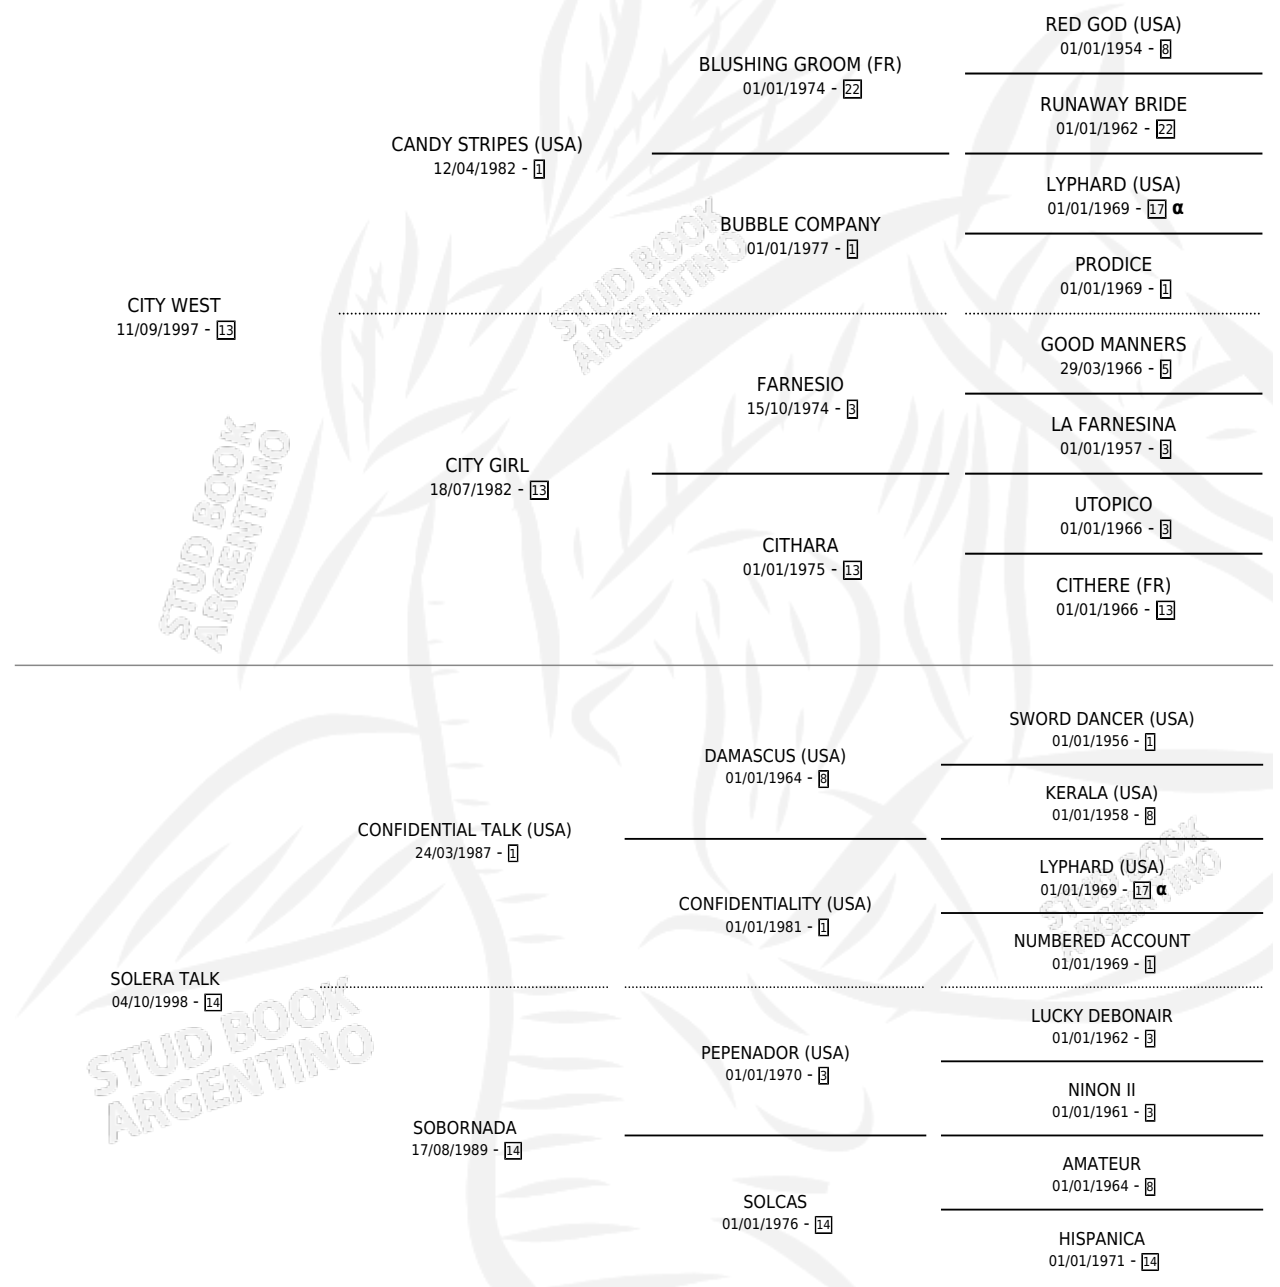 RED GOD (USA)
01/01/1954 - 8
BLUSHING GROOM (FR)
01/01/1974 - 22
RUNAWAY BRIDE
01/01/1962 - 22
CANDY STRIPES (USA)
12/04/1982 - 1
LYPHARD (USA)
01/01/1969 - 17 α
BUBBLE COMPANY
01/01/1977 - 1
PRODICE
01/01/1969 - 1
CITY WEST
11/09/1997 - 13
GOOD MANNERS
29/03/1966 - 5
FARNESIO
15/10/1974 - 3
LA FARNESINA
01/01/1957 - 3
CITY GIRL
18/07/1982 - 13
UTOPICO
01/01/1966 - 3
CITHARA
01/01/1975 - 13
CITHERE (FR)
01/01/1966 - 13
STUD BOOK
ARGENTINO
STUD BOOK
ARGENTINO
SWORD DANCER (USA)
01/01/1956 - 1
DAMASCUS (USA)
01/01/1964 - 8
KERALA (USA)
01/01/1958 - 8
CONFIDENTIAL TALK (USA)
24/03/1987 - 1
LYPHARD (USA)
01/01/1969 - 17 α
CONFIDENTIALITY (USA)
01/01/1981 - 1
NUMBERED ACCOUNT
01/01/1969 - 1
SOLERA TALK
04/10/1998 - 14
LUCKY DEBONAIR
01/01/1962 - 3
PEPENADOR (USA)
01/01/1970 - 3
NINON II
01/01/1961 - 3
SOBORNADA
17/08/1989 - 14
AMATEUR
01/01/1964 - 8
SOLCAS
01/01/1976 - 14
HISPANICA
01/01/1971 - 14
STUD BOOK
ARGENTINO
STUD BOOK
ARGENTINO